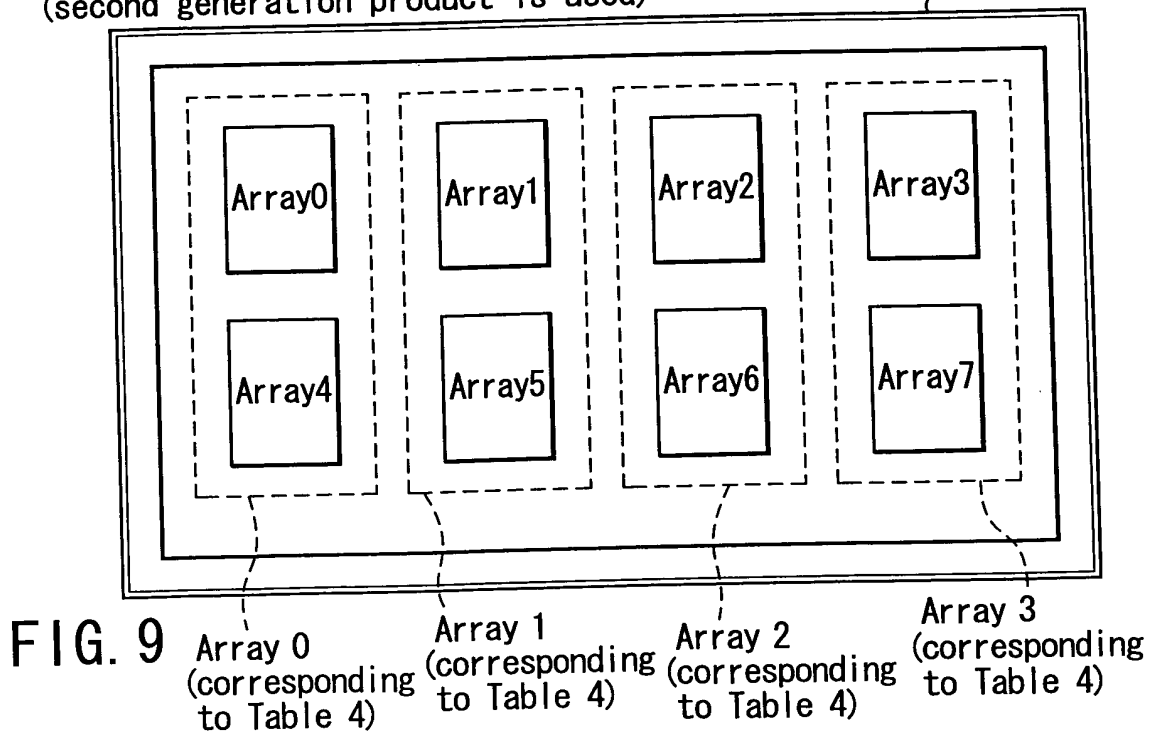 (second generation product is used)
Array0
Array1
Array2
Array3
Array4
Array5
Array6
Array7
FIG. 9
Array 0
(corresponding
to Table 4)
Array 1
(corresponding
to Table 4)
Array 2
(corresponding
to Table 4)
Array 3
(corresponding
to Table 4)